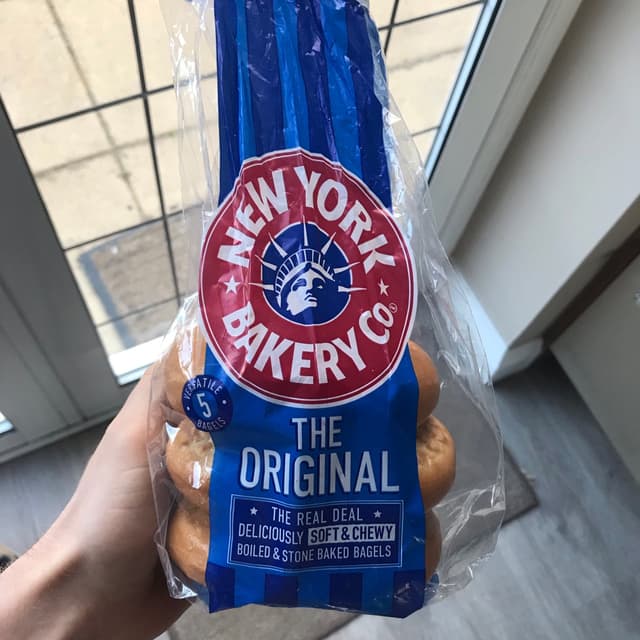 NEW YORK
BAKERY CO®
VERSATILE
5
BAGELS
THE
ORIGINAL
THE REAL DEAL
DELICIOUSLY SOFT & CHEWY
BOILED & STONE BAKED BAGELS